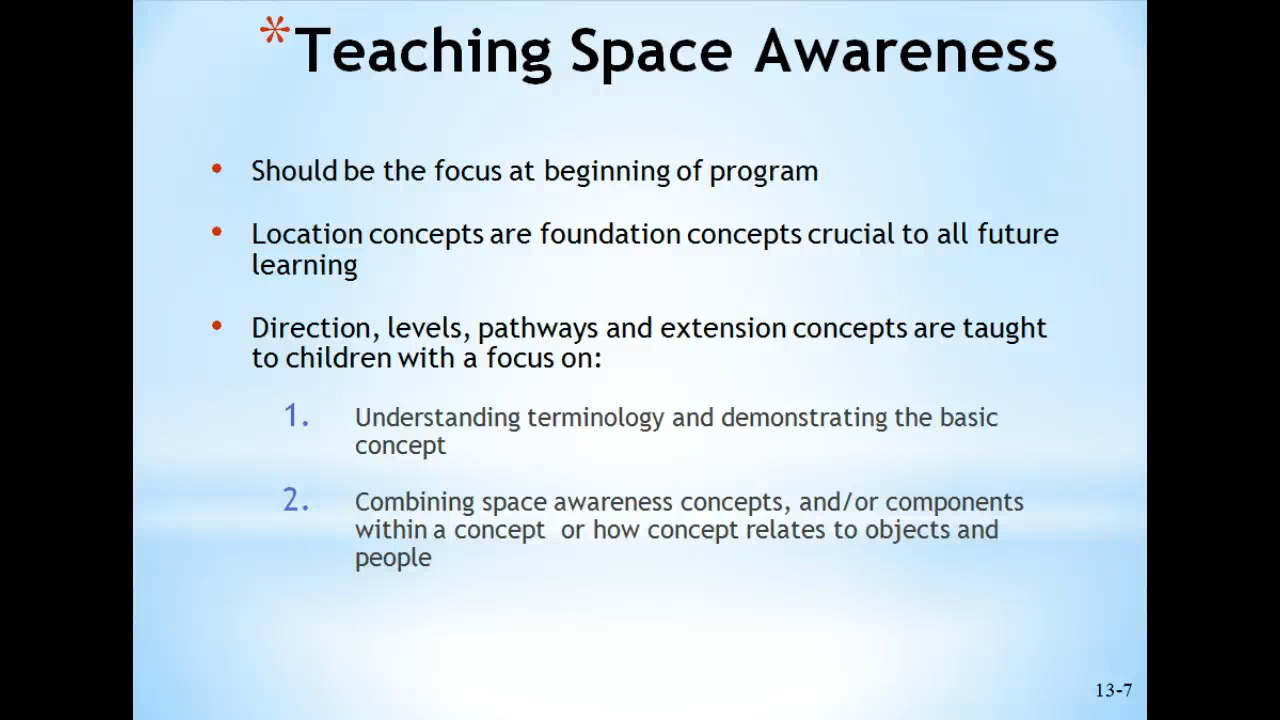 *Teaching Space Awareness
• Should be the focus at beginning of program
• Location concepts are foundation concepts crucial to all future
learning
• Direction, levels, pathways and extension concepts are taught
to children with a focus on:
1. Understanding terminology and demonstrating the basic
concept
2. Combining space awareness concepts, and/or components
within a concept  or how concept relates to objects and
people
13-7